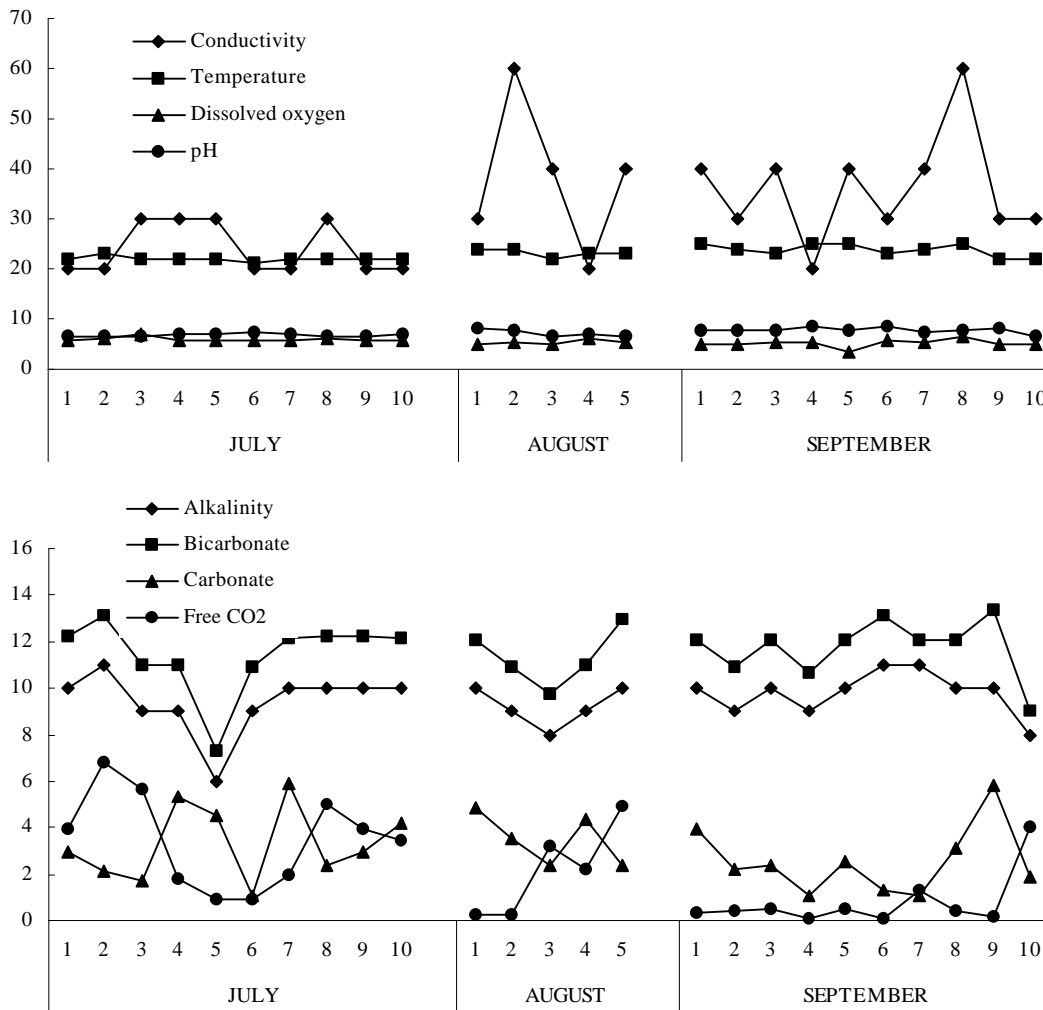 70
60
50
40
30
20
10
0
Conductivity
Temperature
Dissolved oxygen
pH
1 2 3 4 5 6 7 8 9 10 1 2 3 4 5 1 2 3 4 5 6 7 8 9 10
JULY AUGUST SEPTEMBER
Alkalinity
Bicarbonate
Carbonate
Free CO2
16
14
12
10
8
6
4
2
0
1 2 3 4 5 6 7 8 9 10 1 2 3 4 5 1 2 3 4 5 6 7 8 9 10
JULY AUGUST SEPTEMBER